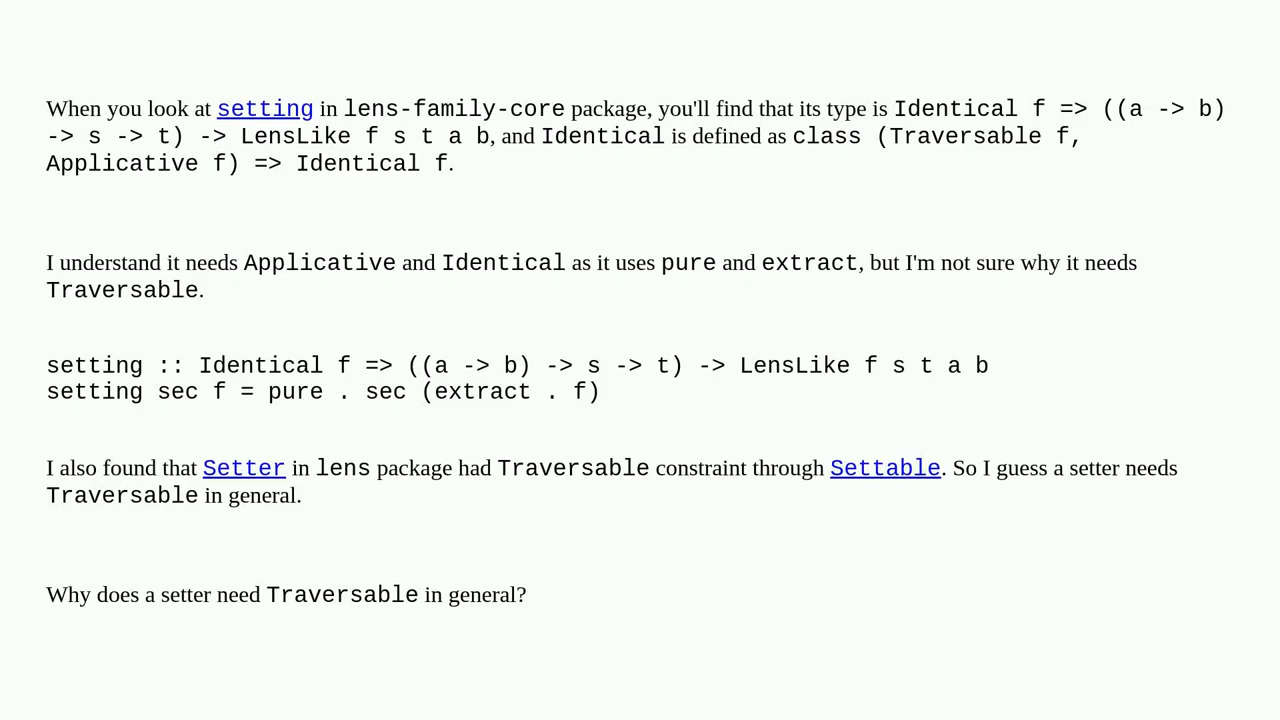 When you look at setting in lens-family-core package, you'll find that its type is Identical f => ((a -> b)
-> s -> t) -> LensLike f s t a b, and Identical is defined as class (Traversable f,
Applicative f) => Identical f.
I understand it needs Applicative and Identical as it uses pure and extract, but I'm not sure why it needs
Traversable.
setting :: Identical f => ((a -> b) -> s -> t) -> LensLike f s t a b
setting sec f = pure . sec (extract . f)
I also found that Setter in lens package had Traversable constraint through Settable. So I guess a setter needs
Traversable in general.
Why does a setter need Traversable in general?